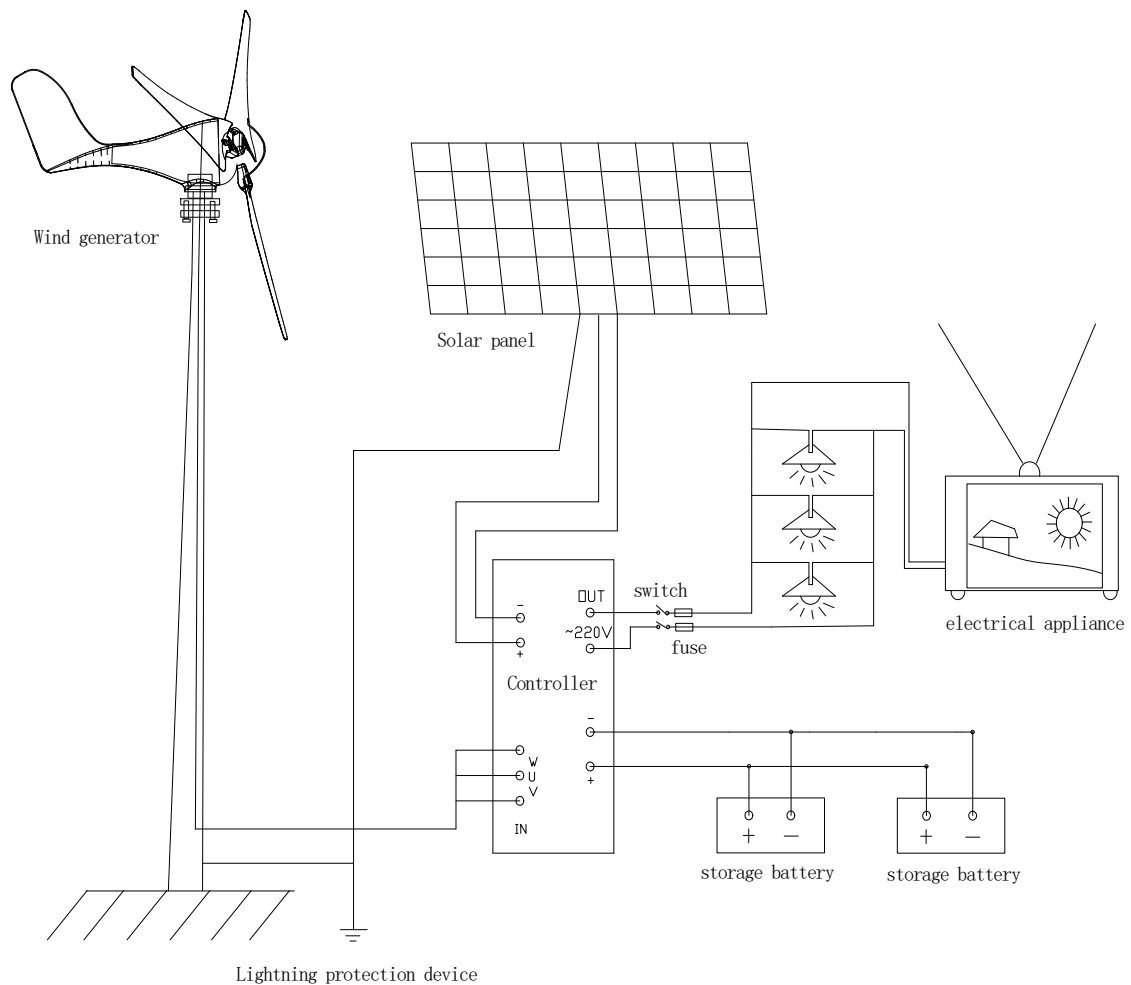 Wind generator
Solar panel
electrical appliance
OUT
switch
-
~220V
fuse
+
Controller
-
W
U
+
V
IN
+ -
+ -
storage battery
storage battery
Lightning protection device